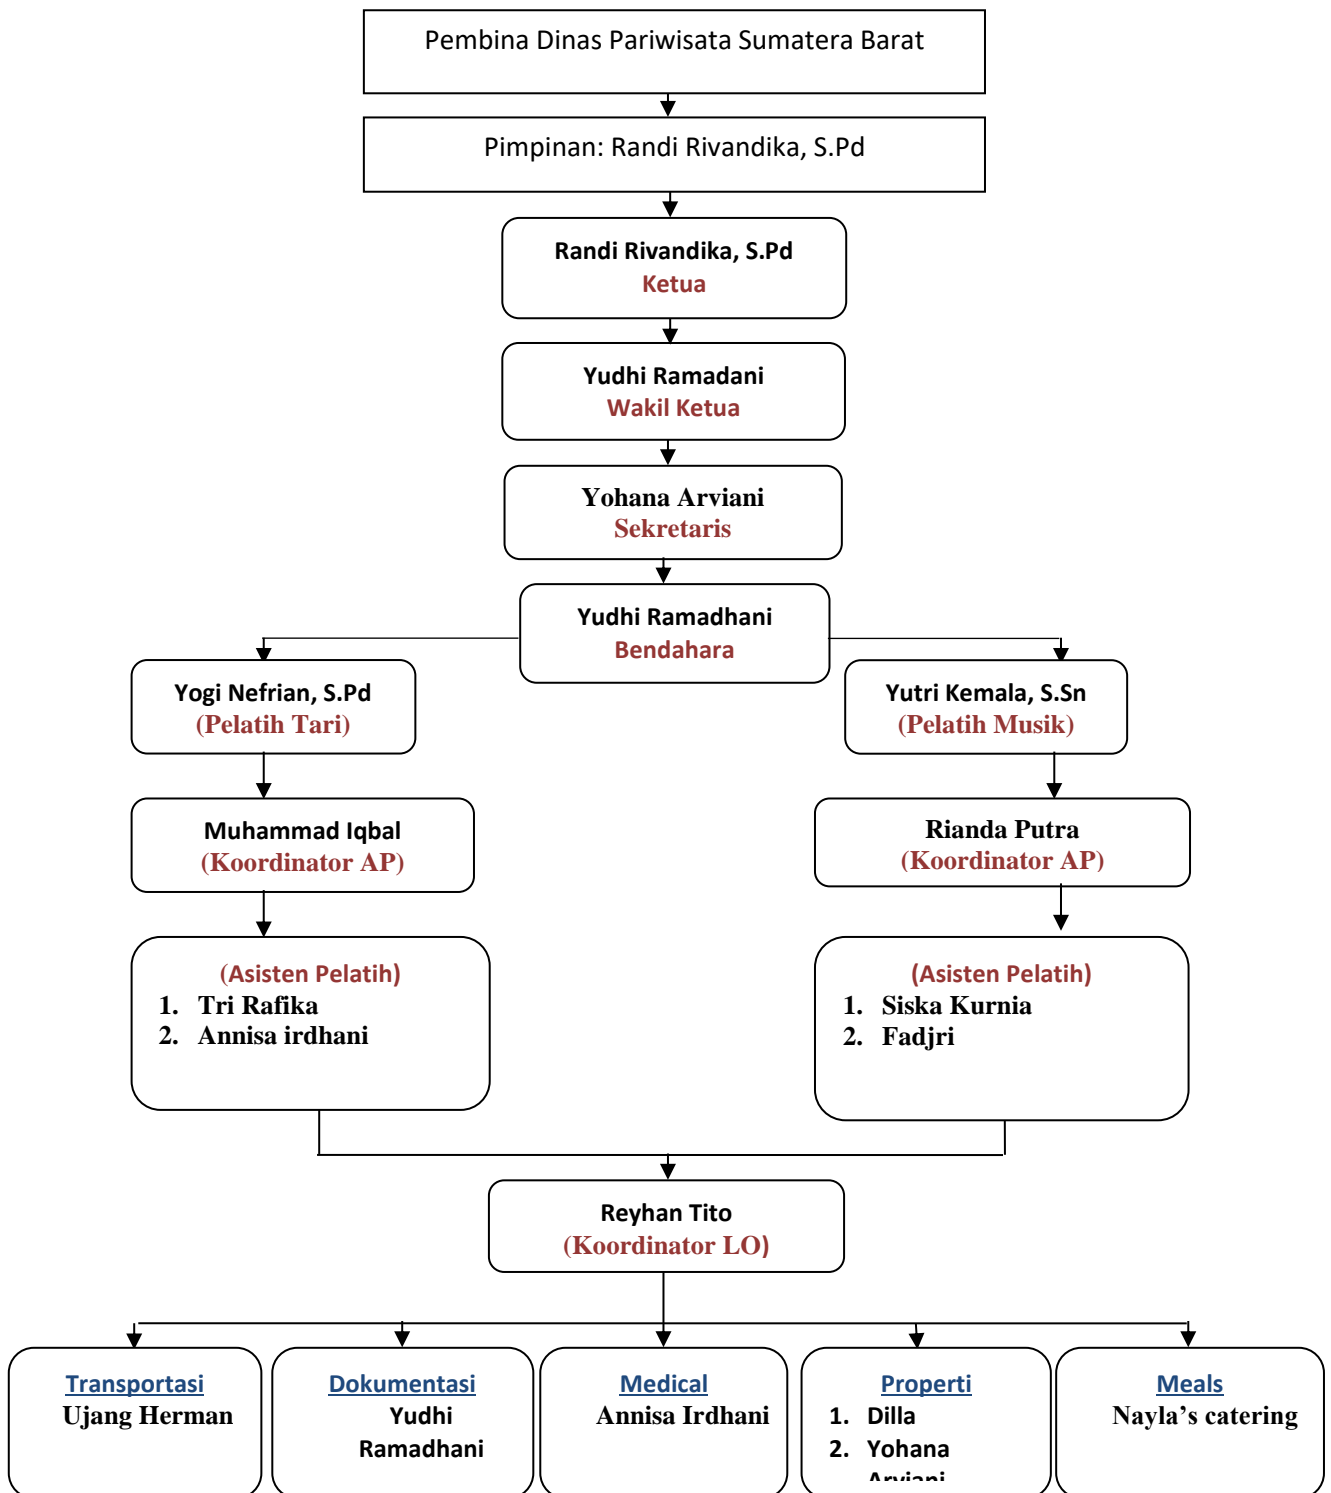 Pembina Dinas Pariwisata Sumatera Barat
Pimpinan: Randi Rivandika, S.Pd
Randi Rivandika, S.Pd
Ketua
Yudhi Ramadani
Wakil Ketua
Yohana Arviani
Sekretaris
Yudhi Ramadhani
Bendahara
Yogi Nefrian, S.Pd
(Pelatih Tari)
Yutri Kemala, S.Sn
(Pelatih Musik)
Muhammad Iqbal
(Koordinator AP)
Rianda Putra
(Koordinator AP)
(Asisten Pelatih)
1. Tri Rafika
2. Annisa irdhani
(Asisten Pelatih)
1. Siska Kurnia
2. Fadjri
Reyhan Tito
(Koordinator LO)
Transportasi
Ujang Herman
Dokumentasi
Yudhi
Ramadhani
Medical
Annisa Irdhani
Properti
1. Dilla
2. Yohana
Arviani
Meals
Nayla’s catering